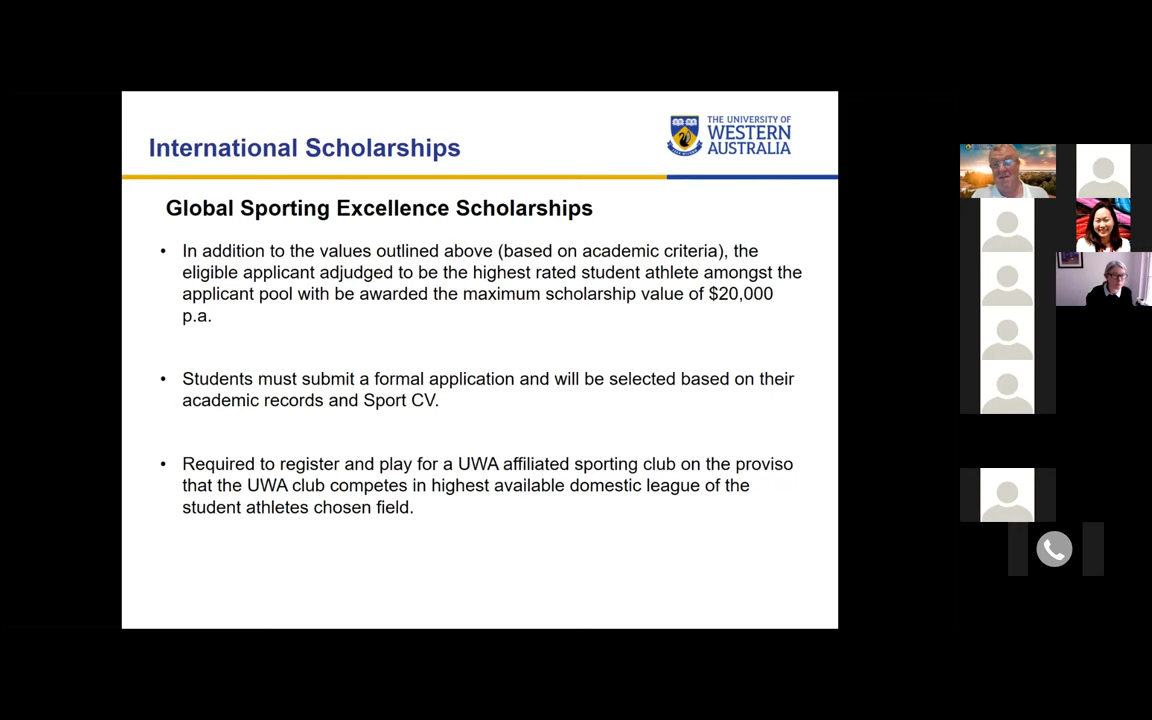 International Scholarships
THE UNIVERSITY OF
WESTERN
AUSTRALIA
Global Sporting Excellence Scholarships
• In addition to the values outlined above (based on academic criteria), the
eligible applicant adjudged to be the highest rated student athlete amongst the
applicant pool with be awarded the maximum scholarship value of $20,000
p.a.
• Students must submit a formal application and will be selected based on their
academic records and Sport CV.
• Required to register and play for a UWA affiliated sporting club on the proviso
that the UWA club competes in highest available domestic league of the
student athletes chosen field.